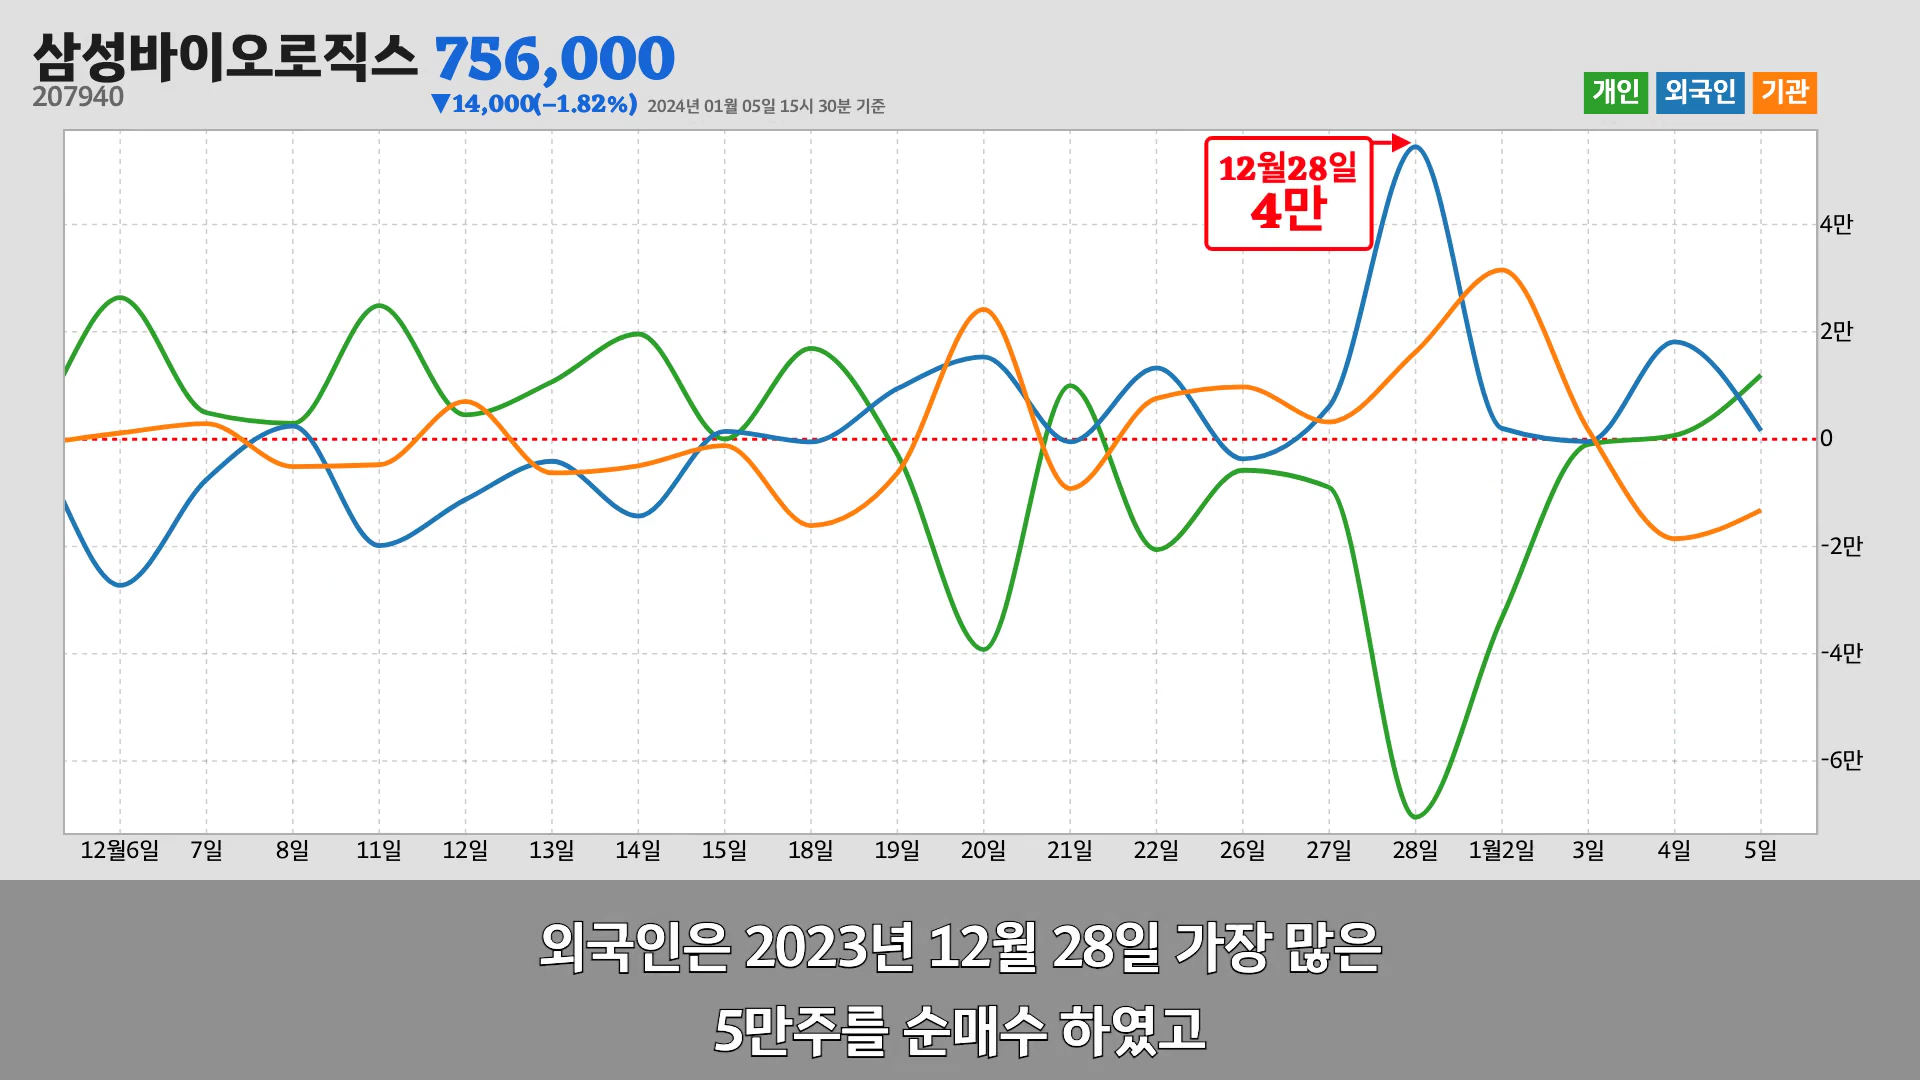 삼성바이오로직스 756,000
207940
▼14,000(-1.82%) 2024년 01월 05일 15시 30분 기준
개인 외국인 기관
12월28일
4만
4만
2만
0
-2만
-4만
-6만
12월6일 7일 8일 11일 12일 13일 14일 15일 18일 19일 20일 21일 22일 26일 27일 28일 1월2일 3일 4일 5일
외국인은 2023년 12월 28일 가장 많은
5만주를 순매수 하였고